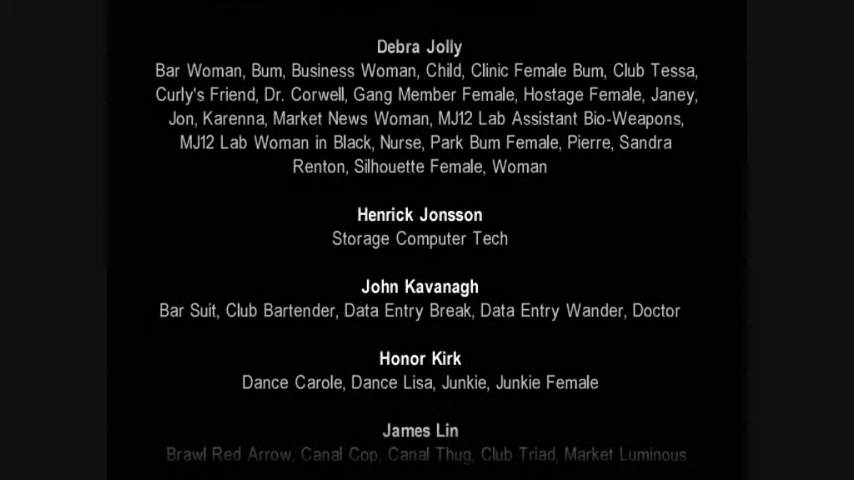 Debra Jolly
Bar Woman, Bum, Business Woman, Child, Clinic Female Bum, Club Tessa,
Curly's Friend, Dr. Corwell, Gang Member Female, Hostage Female, Janey,
Jon, Karenna, Market News Woman, MJ12 Lab Assistant Bio-Weapons,
MJ12 Lab Woman in Black, Nurse, Park Bum Female, Pierre, Sandra
Renton, Silhouette Female, Woman
Henrick Jonsson
Storage Computer Tech
John Kavanagh
Bar Suit, Club Bartender, Data Entry Break, Data Entry Wander, Doctor
Honor Kirk
Dance Carole, Dance Lisa, Junkie, Junkie Female
James Lin
Brawl Red Arrow, Canal Cop, Canal Thug, Club Triad, Market Luminous